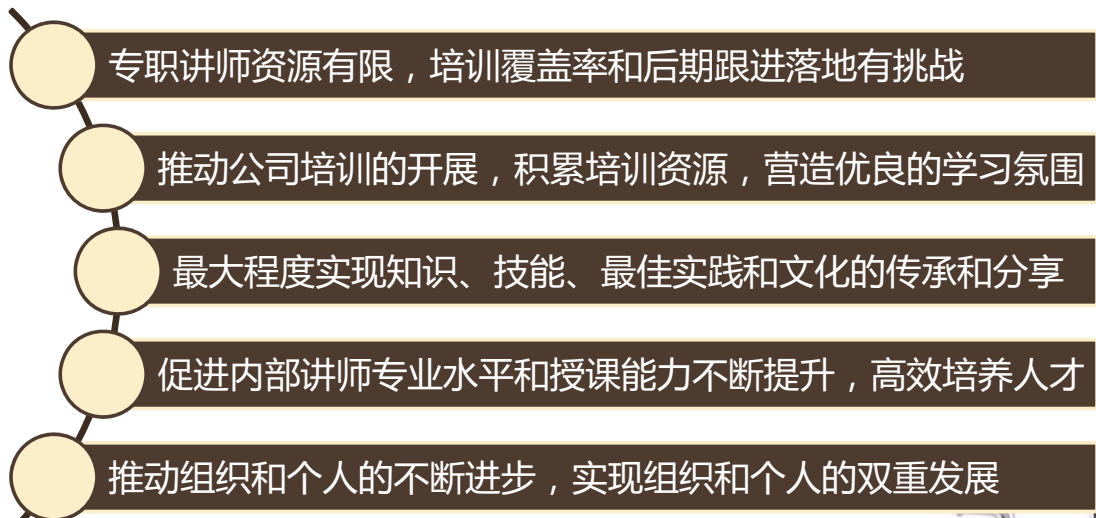 专职讲师资源有限，培训覆盖率和后期跟进落地有挑战
推动公司培训的开展，积累培训资源，营造优良的学习氛围
最大程度实现知识、技能、最佳实践和文化的传承和分享
促进内部讲师专业水平和授课能力不断提升，高效培养人才
推动组织和个人的不断进步，实现组织和个人的双重发展